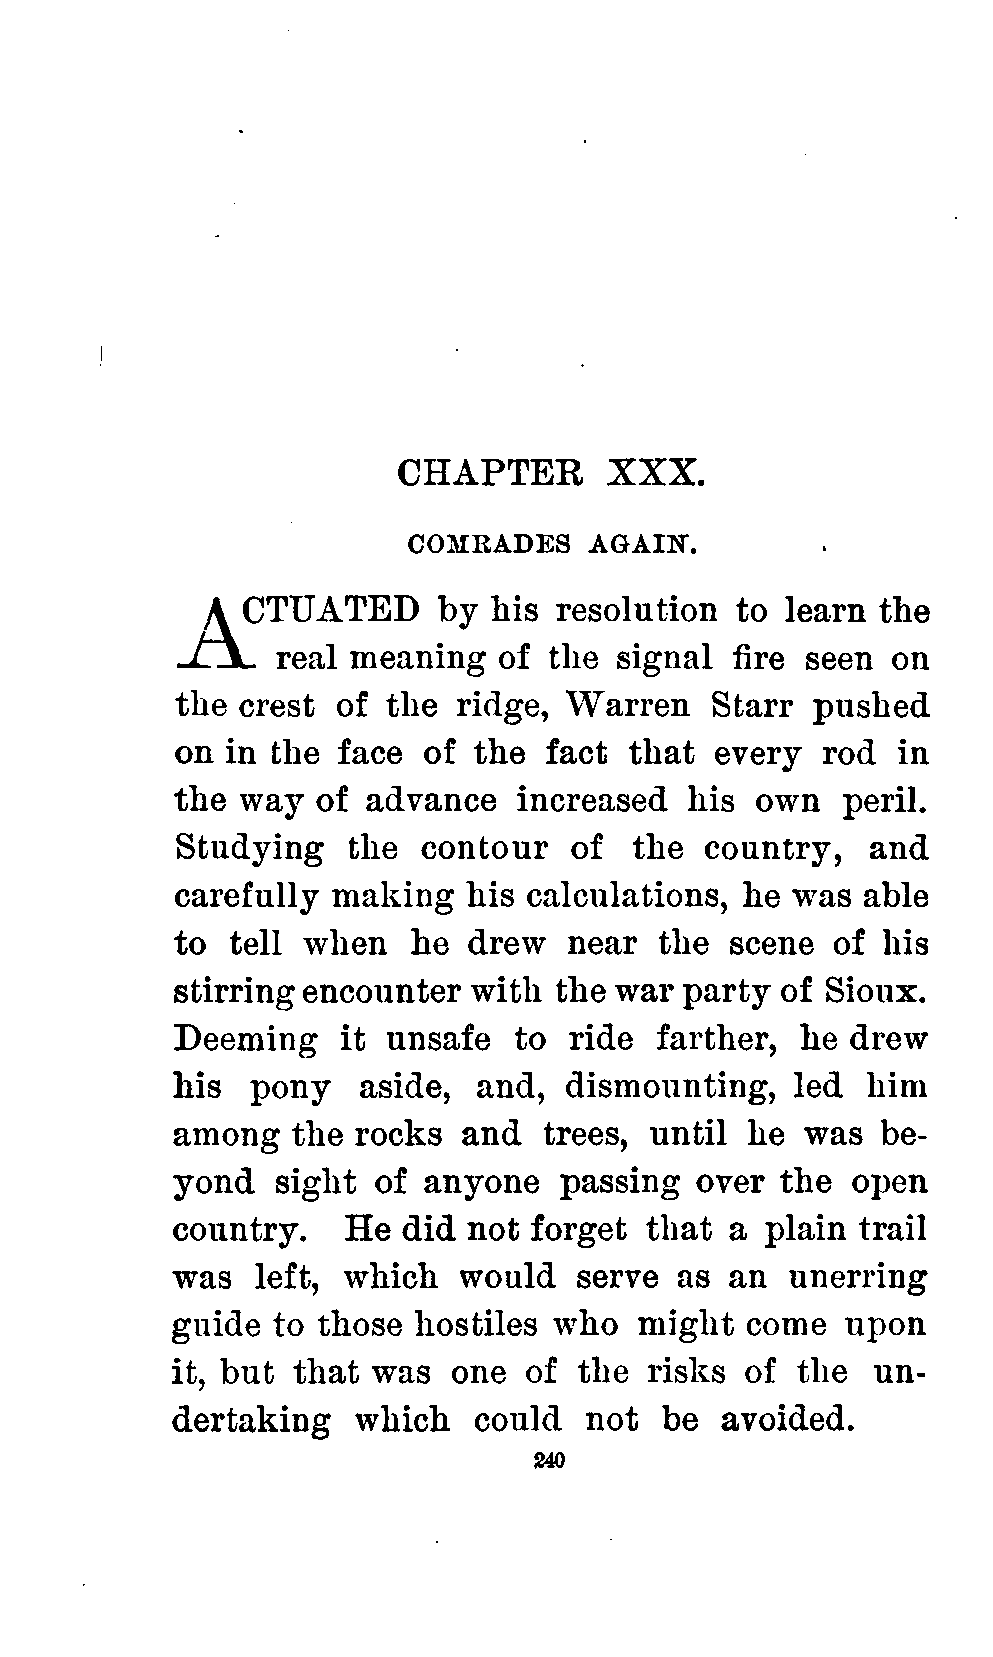 CHAPTER XXX.
COMRADES AGAIN.
ACTUATED by his resolution to learn the
real meaning of the signal fire seen on
the crest of the ridge, Warren Starr pushed
on in the face of the fact that every rod in
the way of advance increased his own peril.
Studying the contour of the country, and
carefully making his calculations, he was able
to tell when he drew near the scene of his
stirring encounter with the war party of Sioux.
Deeming it unsafe to ride farther, he drew
his pony aside, and, dismounting, led him
among the rocks and trees, until he was be-
yond sight of anyone passing over the open
country. He did not forget that a plain trail
was left, which would serve as an unerring
guide to those hostiles who might come upon
it, but that was one of the risks of the un-
dertaking which could not be avoided.
240